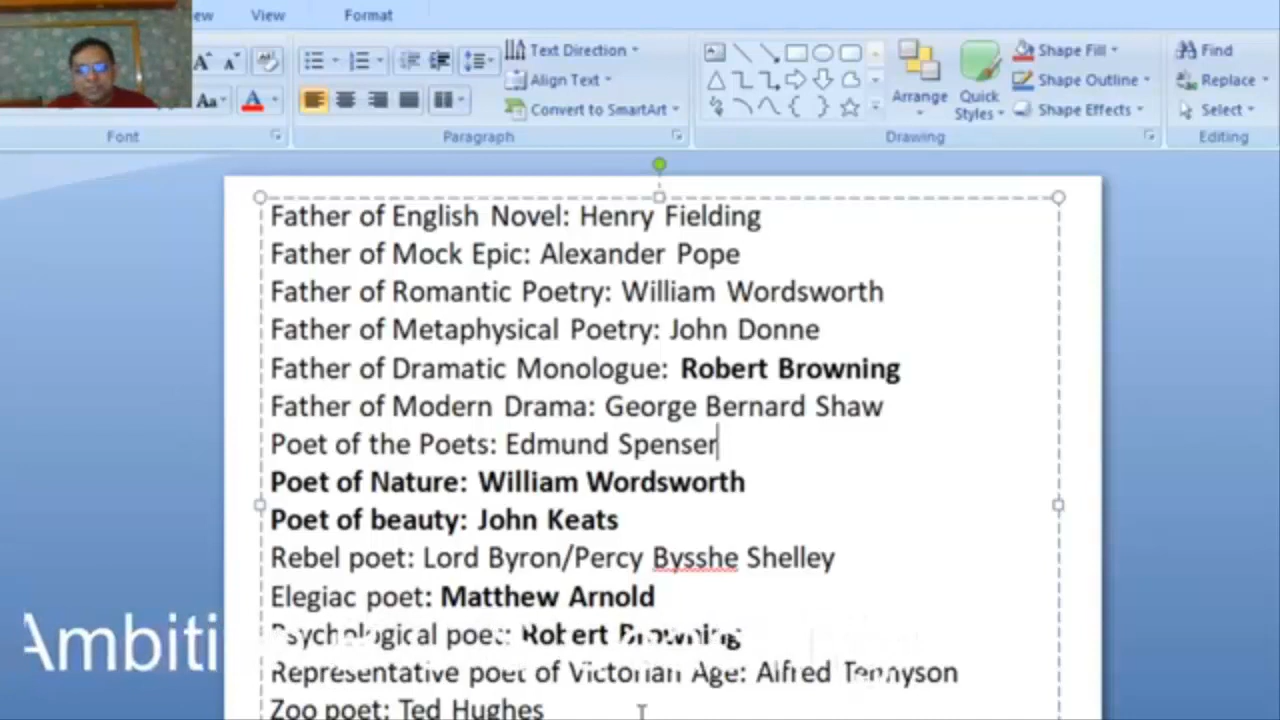 ew View Format
Text Direction
Align Text
Convert to SmartArt
Aa A
Arrange Quick Styles
Shape Fill
Shape Outline
Shape Effects
Find
Replace
Select
Font Paragraph Drawing Editing
Father of English Novel: Henry Fielding
Father of Mock Epic: Alexander Pope
Father of Romantic Poetry: William Wordsworth
Father of Metaphysical Poetry: John Donne
Father of Dramatic Monologue: Robert Browning
Father of Modern Drama: George Bernard Shaw
Poet of the Poets: Edmund Spenser
Poet of Nature: William Wordsworth
Poet of beauty: John Keats
Rebel poet: Lord Byron/Percy Bysshe Shelley
Elegiac poet: Matthew Arnold
Psychological poet: Robert Browning
Representative poet of Victorian Age: Alfred Tennyson
Zoo poet: Ted Hughes
Ambiti